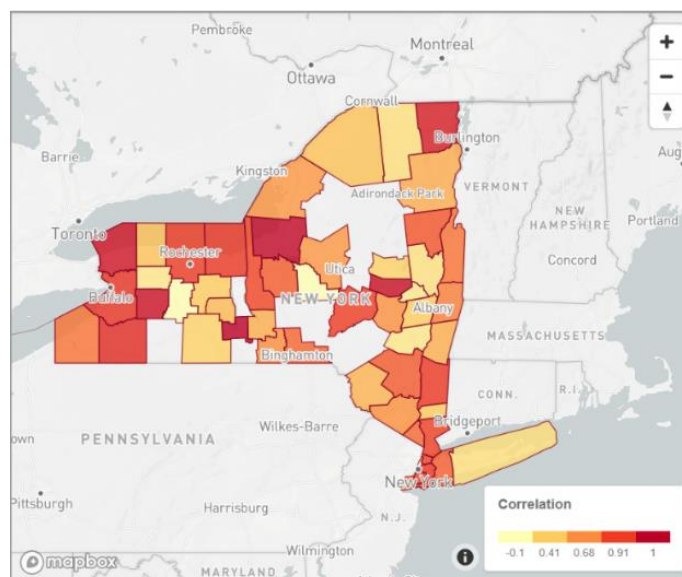 Pembroke
Montreal
Ottawa
Cornwall
Burlington
Barrie
Kingston
Adirondack Park
VERMONT
NEW
HAMPSHIRE
Portland
Toronto
Rochester
Utica
Concord
Buffalo
NEW YORK
Albany
MASSACHUSETTS
Binghamton
CONN.
R.I.
Bridgeport
Wilkes-Barre
PENNSYLVANIA
New York
Pittsburgh
Harrisburg
N.J.
Wilmington
MARYLAND
Correlation
-0.1 0.41 0.68 0.91 1
mapbox